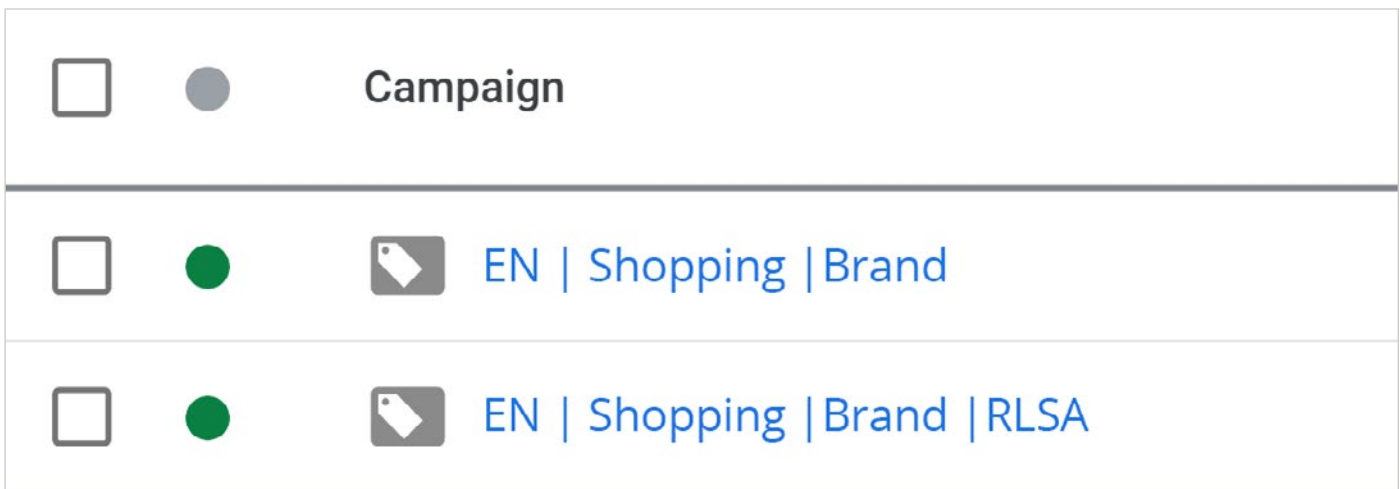 Campaign
EN | Shopping |Brand
EN | Shopping |Brand |RLSA